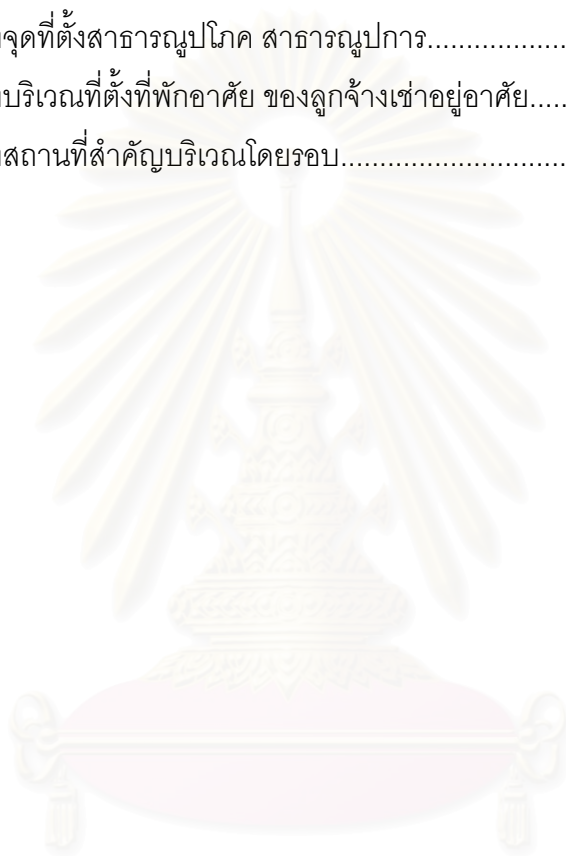 จุดที่ตั้งสาธารณูปโภค สาธารณูปการ..................
บริเวณที่ตั้งที่พักอาศัย ของลูกจ้างเช่าอยู่อาศัย.....
สถานที่สำคัญบริเวณโดยรอบ.............................